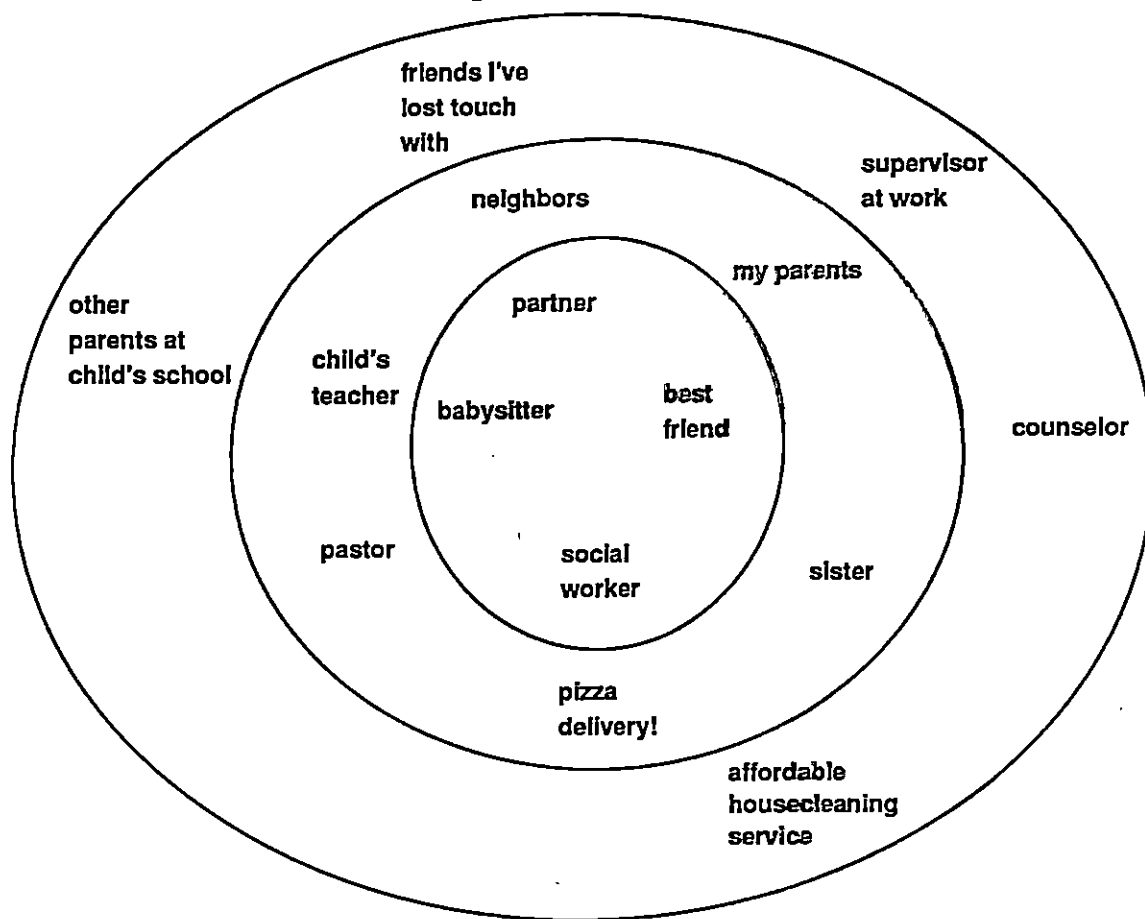 friends I've
lost touch
with
supervisor
at work
neighbors
my parents
other
parents at
child's school
partner
child's
teacher
babysitter
best
friend
counselor
pastor
social
worker
sister
pizza
delivery!
affordable
housecleaning
service